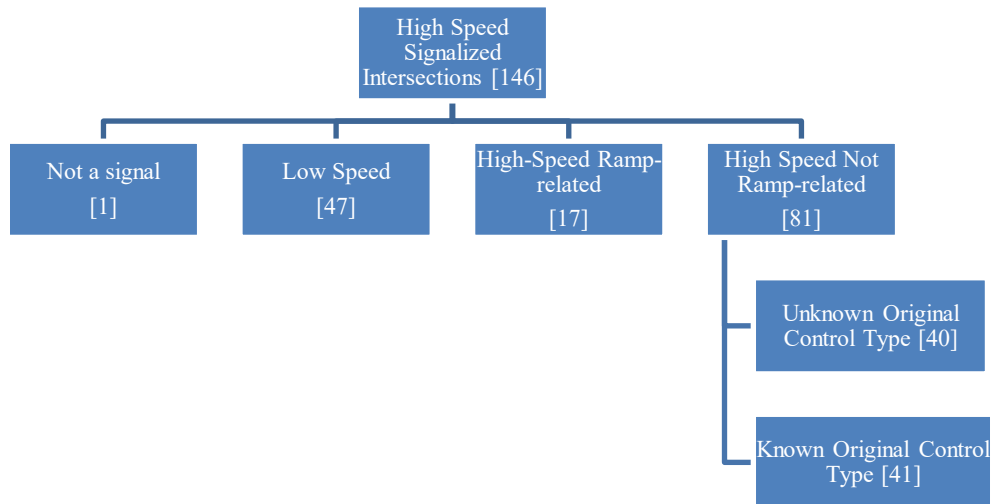 High Speed
Signalized
Intersections [146]
Not a signal
[1]
Low Speed
[47]
High-Speed Ramp-
related
[17]
High Speed Not
Ramp-related
[81]
Unknown Original
Control Type [40]
Known Original Control
Type [41]